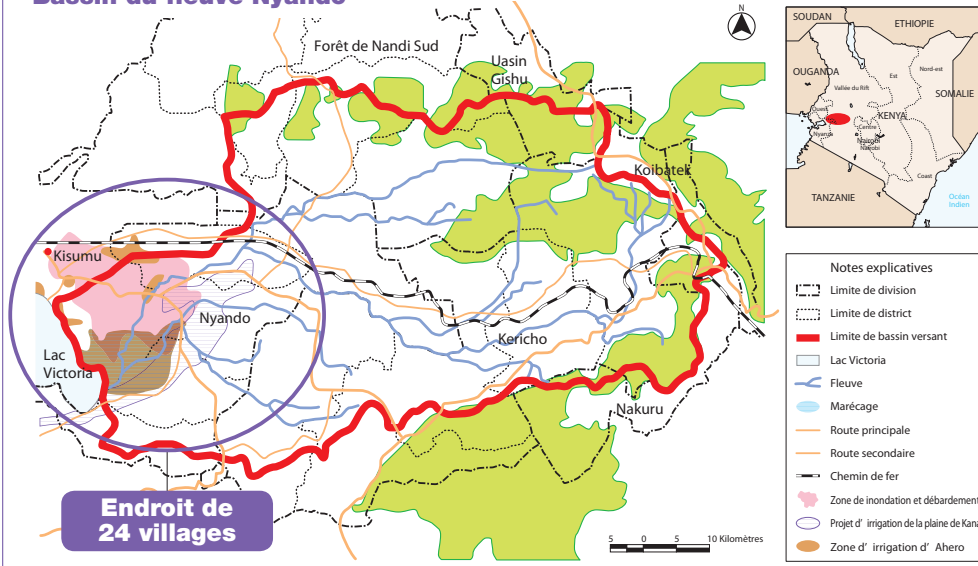 Bassin du fleuve Nyando
N
Forêt de Nandi Sud
Uasin
Gishu
Koibatek
Kisumu
Nyando
Kericho
Lac
Victoria
Nakuru
Endroit de
24 villages
5 0 5 10 Kilomètres
SOUDAN
ETHIOPIE
OUGANDA
Nord-est
Est
Vallée du Rift
SOMALIE
Ouest
KENYA
Centre
Nyanza
Nairobi
Nairobi
Coast
TANZANIE
Océan
Indien
Notes explicatives
Limite de division
Limite de district
Limite de bassin versant
Lac Victoria
Fleuve
Marécage
Route principale
Route secondaire
Chemin de fer
Zone de inondation et débardement
Projet d' irrigation de la plaine de Kana
Zone d' irrigation d' Ahero